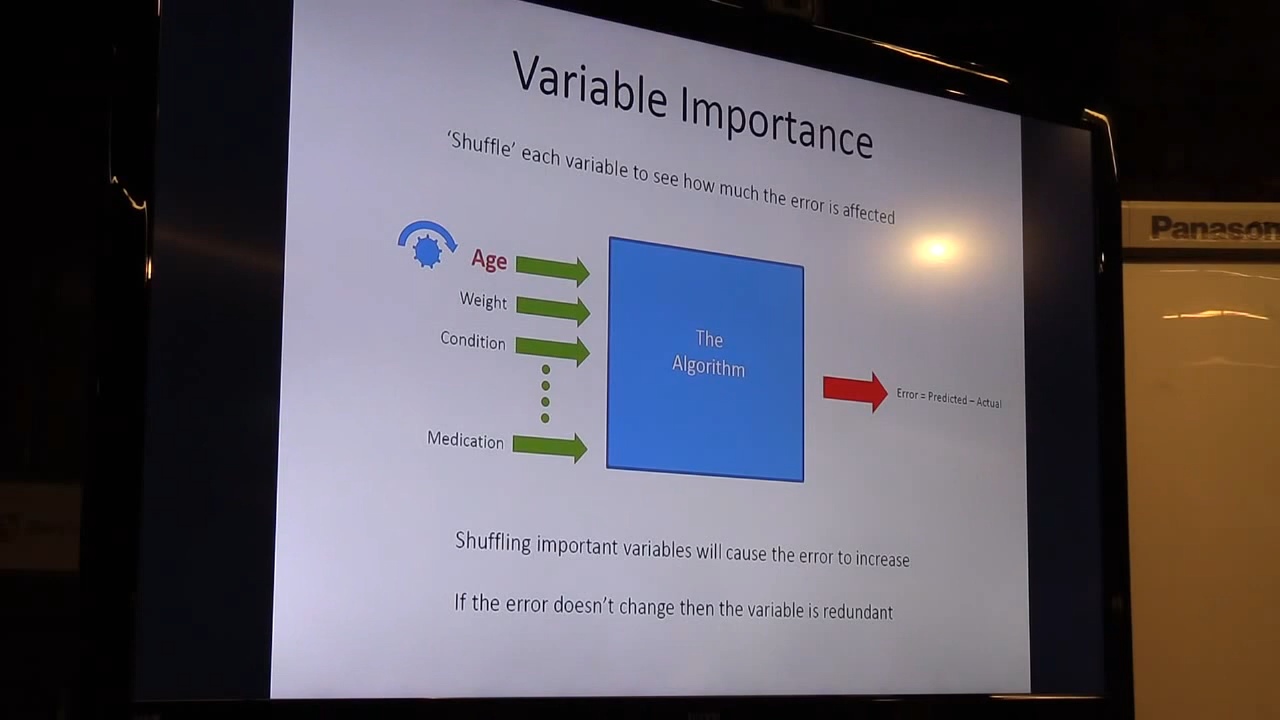 Variable Importance
‘Shuffle’ each variable to see how much the error is affected
Age
Weight
Condition
Medication
The
Algorithm
Error = Predicted – Actual
Shuffling important variables will cause the error to increase
If the error doesn’t change then the variable is redundant
Panason